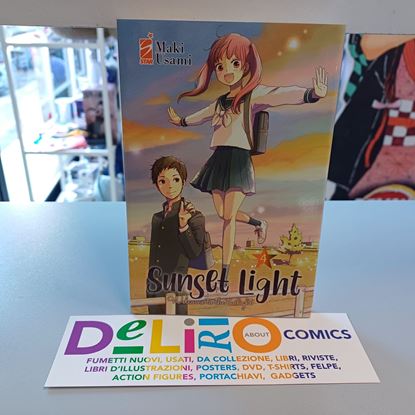 STAR
Maki
Usami
4
Sunset Light
DeLiRiO
ABOUT
COMICS
FUMETTI NUOVI, USATI, DA COLLEZIONE, LIBRI, RIVISTE,
LIBRI D'ILLUSTRAZIONI, POSTERS, DVD, T-SHIRTS, FELPE,
ACTION FIGURES, PORTACHIAVI, GADGETS